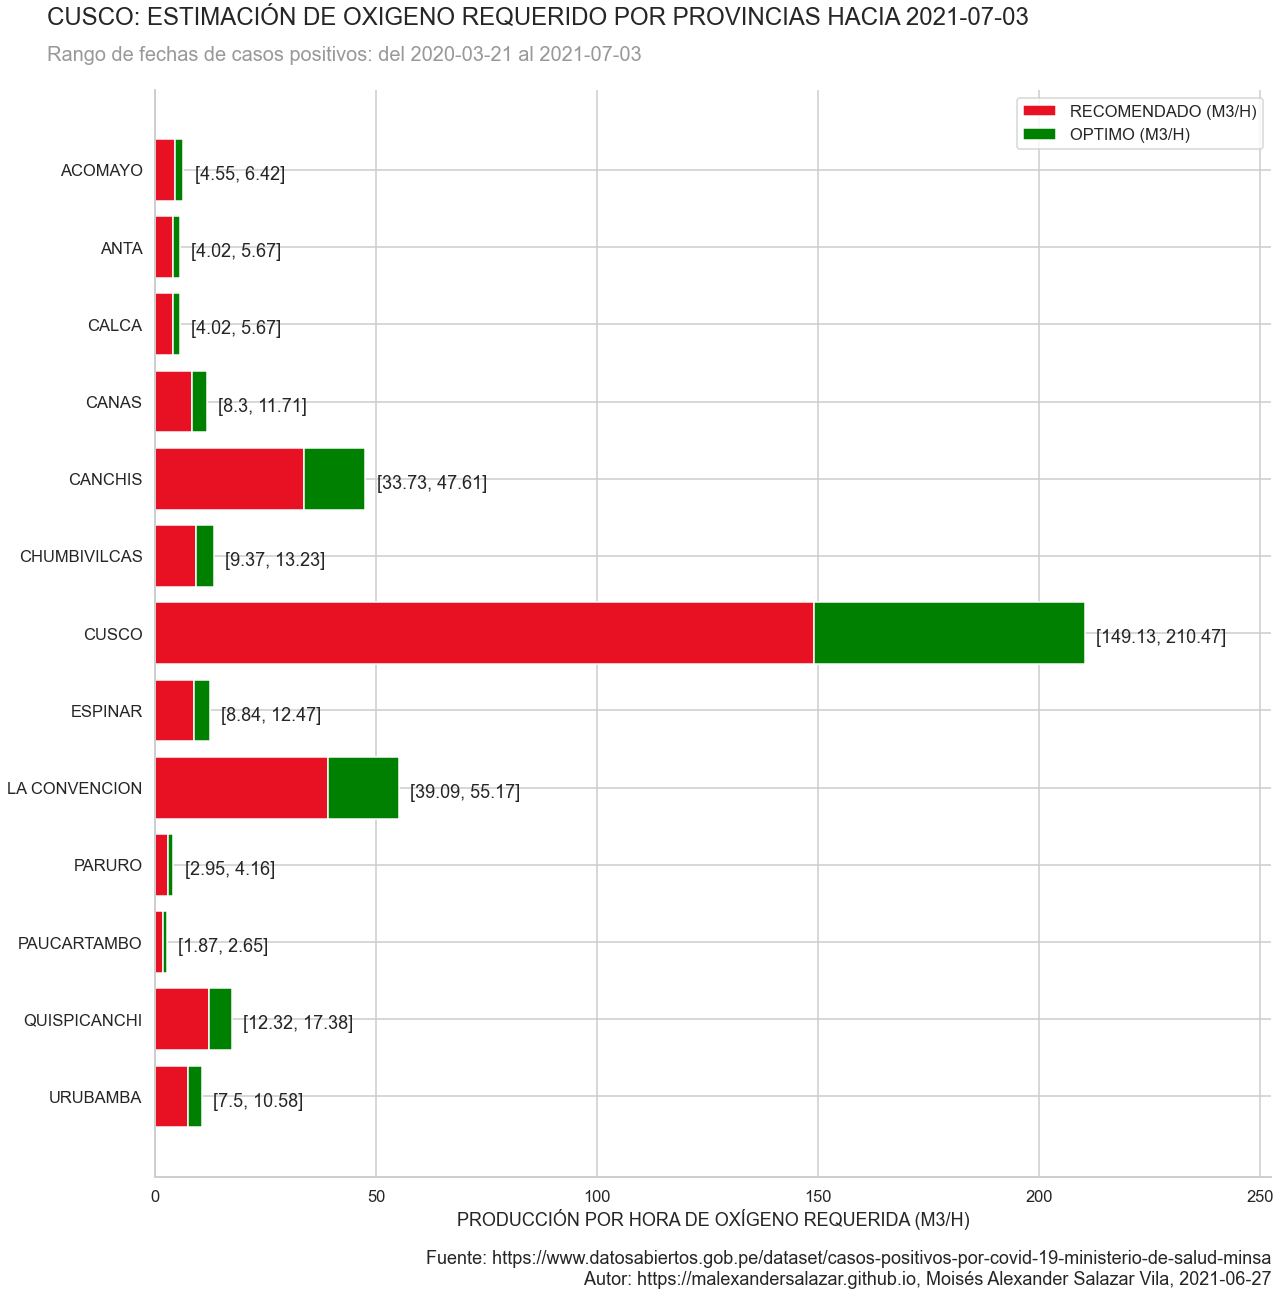 CUSCO: ESTIMACIÓN DE OXIGENO REQUERIDO POR PROVINCIAS HACIA 2021-07-03
Rango de fechas de casos positivos: del 2020-03-21 al 2021-07-03
RECOMENDADO (M3/H)
OPTIMO (M3/H)
ACOMAYO [4.55, 6.42]
ANTA [4.02, 5.67]
CALCA [4.02, 5.67]
CANAS [8.3, 11.71]
CANCHIS [33.73, 47.61]
CHUMBIVILCAS [9.37, 13.23]
CUSCO [149.13, 210.47]
ESPINAR [8.84, 12.47]
LA CONVENCION [39.09, 55.17]
PARURO [2.95, 4.16]
PAUCARTAMBO [1.87, 2.65]
QUISPICANCHI [12.32, 17.38]
URUBAMBA [7.5, 10.58]
0 50 100 150 200 250
PRODUCCIÓN POR HORA DE OXÍGENO REQUERIDA (M3/H)
Fuente: https://www.datosabiertos.gob.pe/dataset/casos-positivos-por-covid-19-ministerio-de-salud-minsa
Autor: https://malexandersalazar.github.io, Moisés Alexander Salazar Vila, 2021-06-27